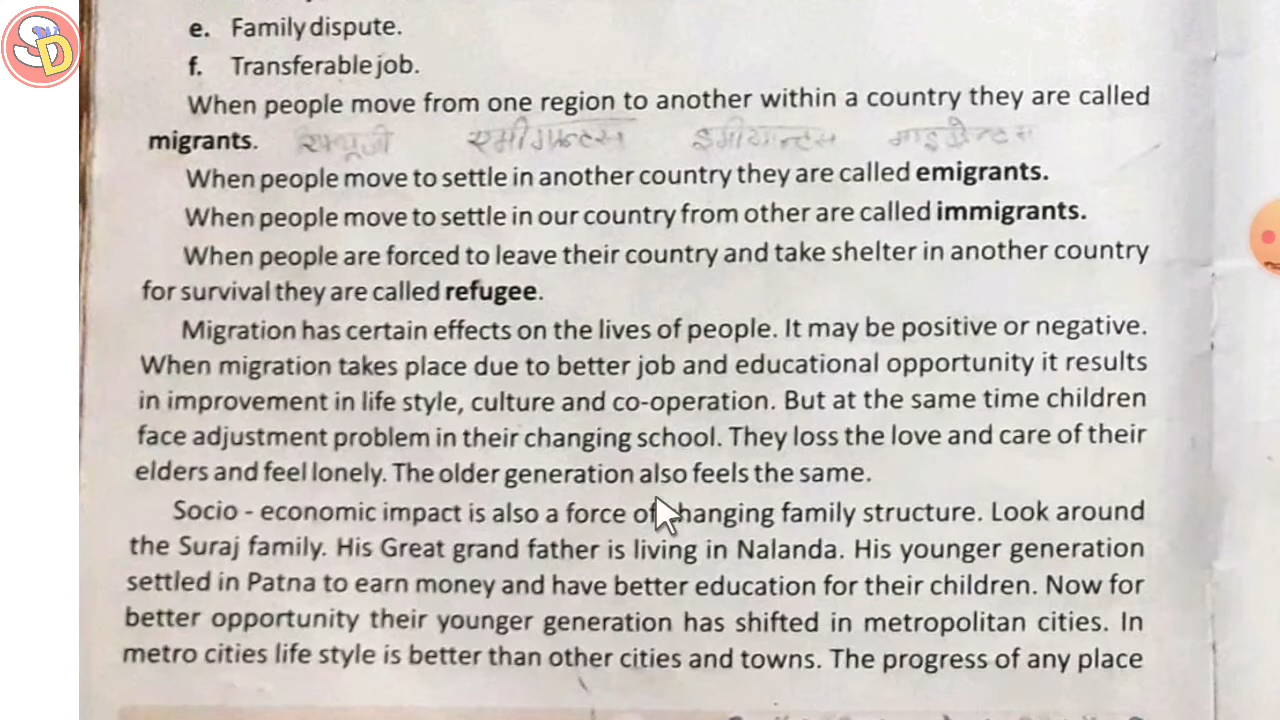 e. Family dispute.
f. Transferable job.
When people move from one region to another within a country they are called
migrants. रफ्यूजी एमीग्रन्टस इमीग्रान्टस माइग्रेन्टस
When people move to settle in another country they are called emigrants.
When people move to settle in our country from other are called immigrants.
When people are forced to leave their country and take shelter in another country
for survival they are called refugee.
Migration has certain effects on the lives of people. It may be positive or negative.
When migration takes place due to better job and educational opportunity it results
in improvement in life style, culture and co-operation. But at the same time children
face adjustment problem in their changing school. They loss the love and care of their
elders and feel lonely. The older generation also feels the same.
Socio - economic impact is also a force of changing family structure. Look around
the Suraj family. His Great grand father is living in Nalanda. His younger generation
settled in Patna to earn money and have better education for their children. Now for
better opportunity their younger generation has shifted in metropolitan cities. In
metro cities life style is better than other cities and towns. The progress of any place